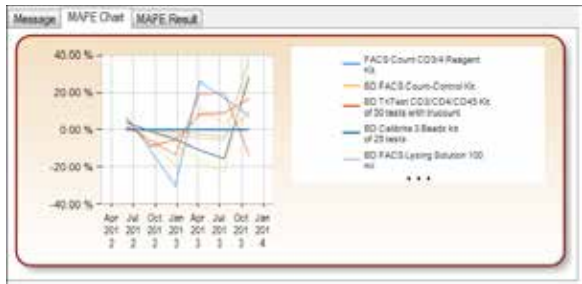 Message MAPE Chart MAPE Result
40.00 %
20.00 %
0.00 %
-20.00 %
-40.00 %
Apr Jul Oct Jan Apr Jul Oct Jan
201 201 201 201 201 201 201 201
2 2 2 3 3 3 3 4
FACS Count CD3/4 Reagent
Kit
BD FACS Count-Control Kit
BD TriTest CD3/CD4/CD45 Kit
of 50 tests with trucount
BD Calibrite 3 Beads kit
of 25 tests
BD FACS Lysing Solution 100
...